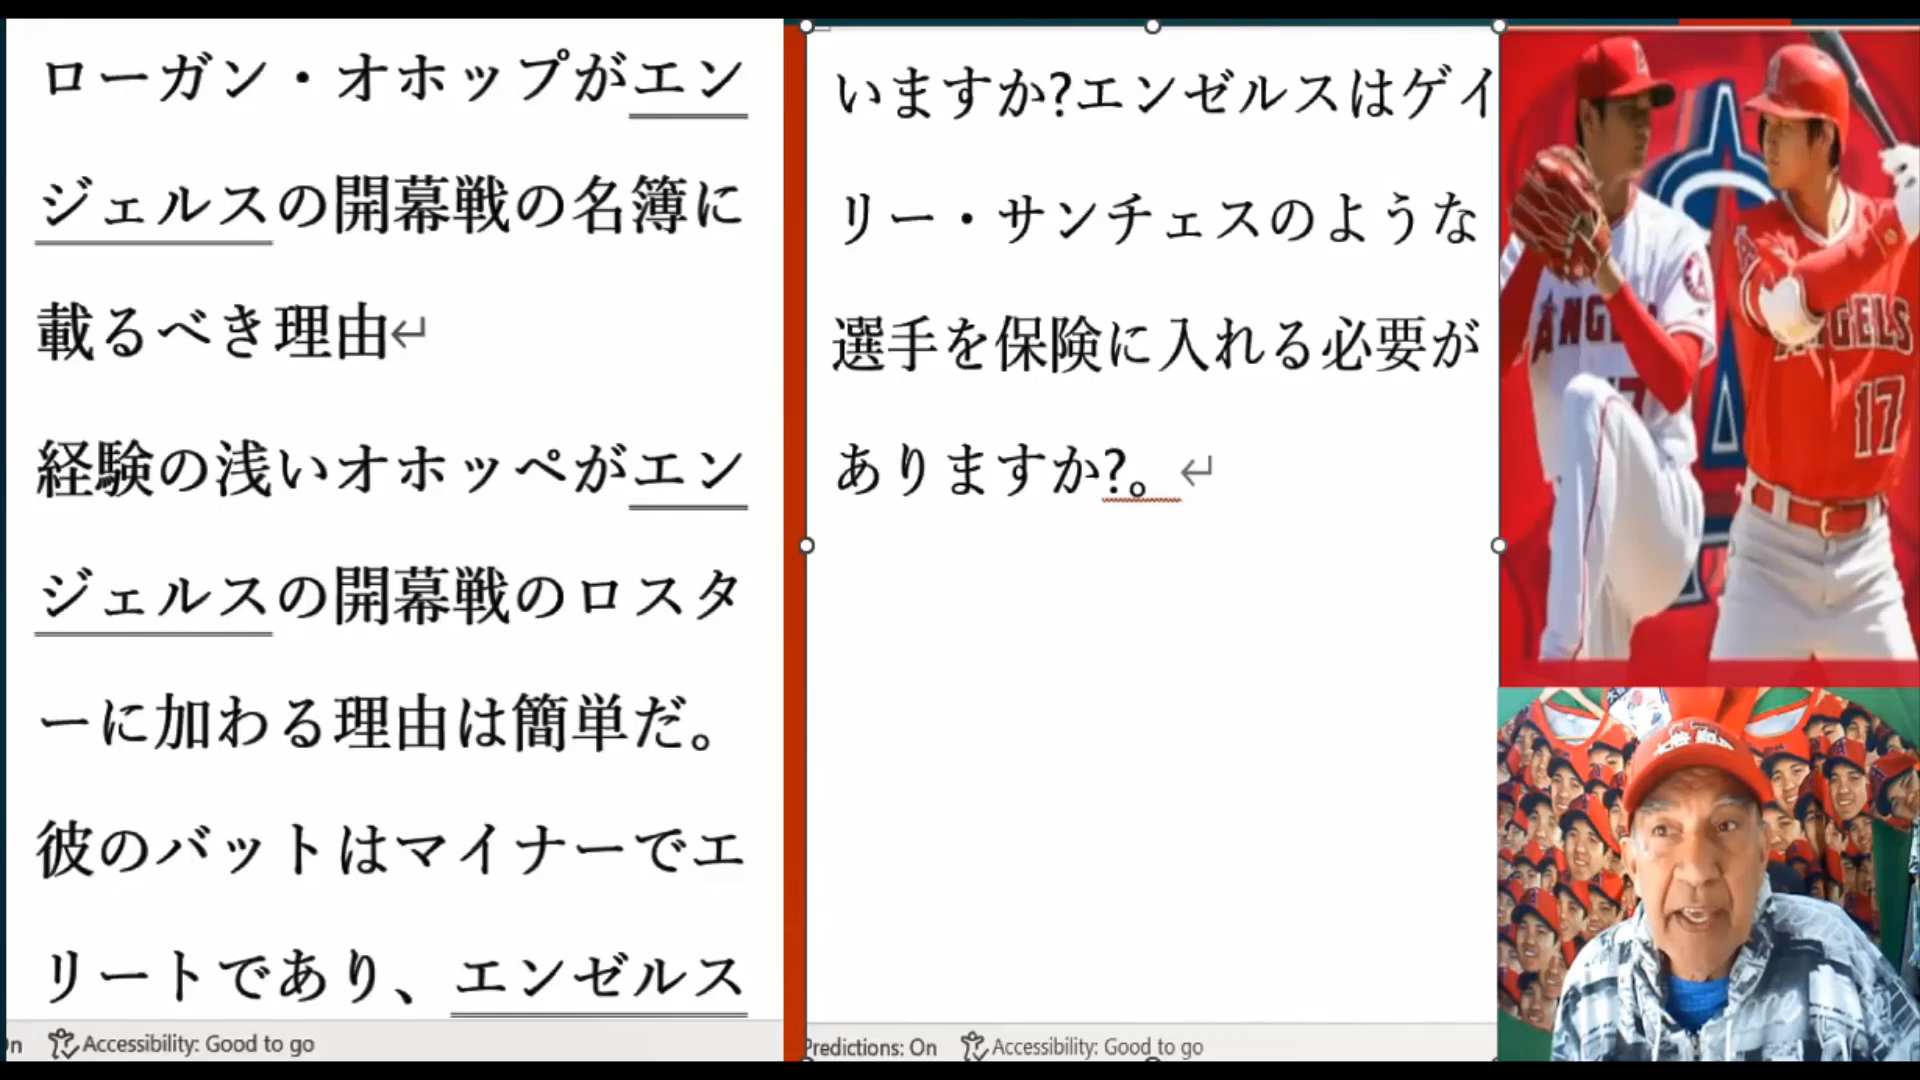 ローガン・オホップがエン
ジェルスの開幕戦の名簿に
載るべき理由↵
経験の浅いオホッペがエン
ジェルスの開幕戦のロスタ
ーに加わる理由は簡単だ。
彼のバットはマイナーでエ
リートであり、エンゼルス
Accessibility: Good to go
いますか?エンゼルスはゲイ
リー・サンチェスのような
選手を保険に入れる必要が
ありますか?。↵
Predictions: On
Accessibility: Good to go
ANGELS
17